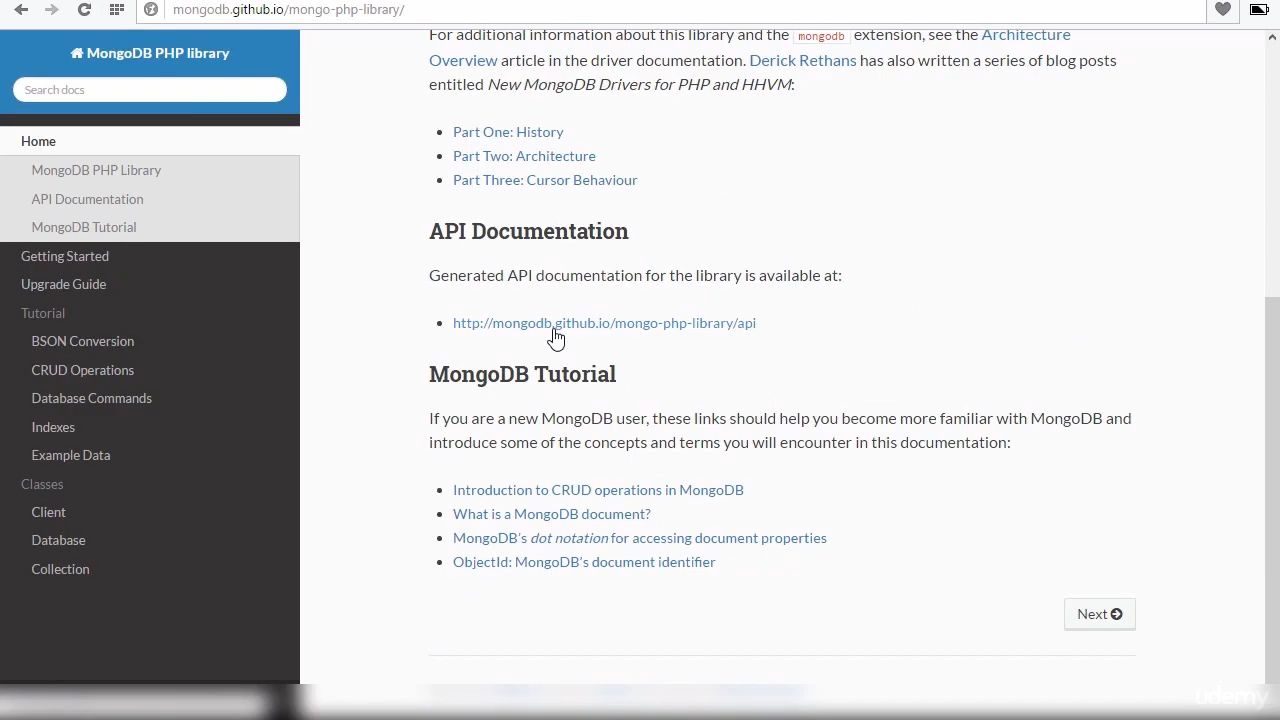 mongodb.github.io/mongo-php-library/
MongoDB PHP library
Search docs
Home
MongoDB PHP Library
API Documentation
MongoDB Tutorial
Getting Started
Upgrade Guide
Tutorial
BSON Conversion
CRUD Operations
Database Commands
Indexes
Example Data
Classes
Client
Database
Collection
For additional information about this library and the mongodb extension, see the Architecture
Overview article in the driver documentation. Derick Rethans has also written a series of blog posts
entitled New MongoDB Drivers for PHP and HHVM:
• Part One: History
• Part Two: Architecture
• Part Three: Cursor Behaviour
API Documentation
Generated API documentation for the library is available at:
• http://mongodb.github.io/mongo-php-library/api
MongoDB Tutorial
If you are a new MongoDB user, these links should help you become more familiar with MongoDB and
introduce some of the concepts and terms you will encounter in this documentation:
• Introduction to CRUD operations in MongoDB
• What is a MongoDB document?
• MongoDB's dot notation for accessing document properties
• ObjectId: MongoDB's document identifier
Next
udemy